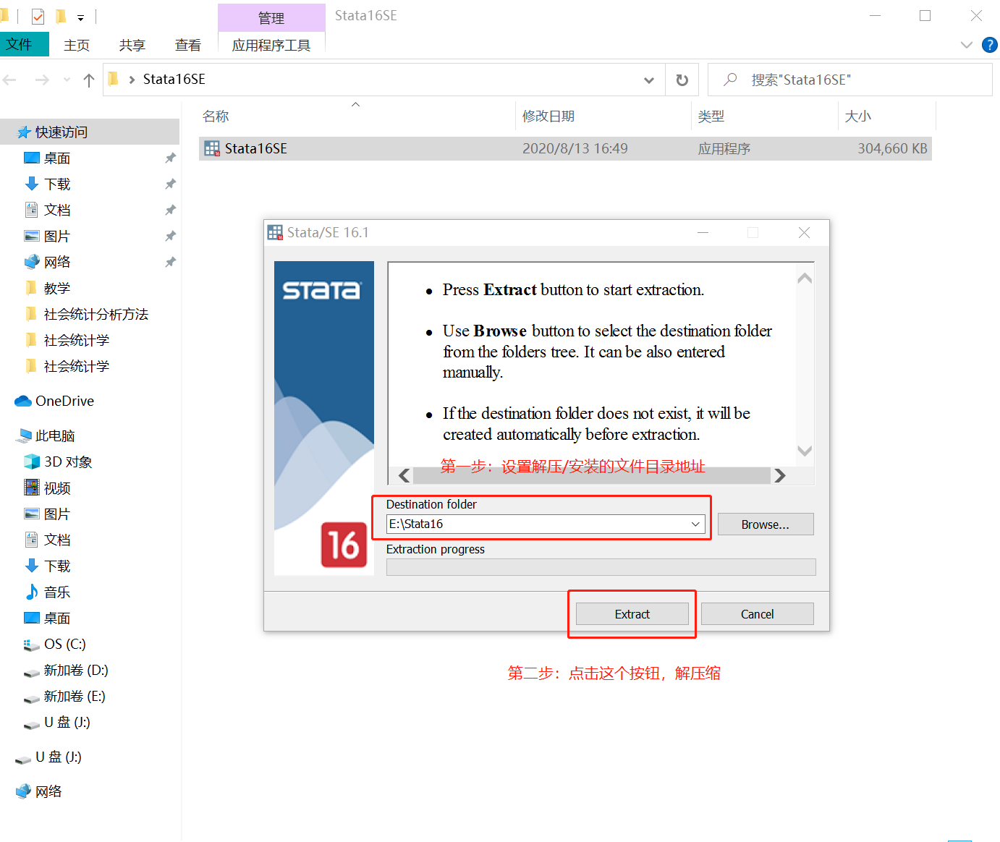 管理
Stata16SE
文件
主页
共享
查看
应用程序工具
?
Stata16SE
搜索"Stata16SE"
名称
修改日期
类型
大小
Stata16SE
2020/8/13 16:49
应用程序
304,660 KB
快速访问
桌面
下载
文档
图片
网络
教学
社会统计分析方法
社会统计学
社会统计学
OneDrive
此电脑
3D 对象
视频
图片
文档
下载
音乐
桌面
OS (C:)
新加卷 (D:)
新加卷 (E:)
U 盘 (J:)
U 盘 (J:)
网络
Stata/SE 16.1
STATA
16
• Press Extract button to start extraction.
• Use Browse button to select the destination folder
from the folders tree. It can be also entered
manually.
• If the destination folder does not exist, it will be
created automatically before extraction.
第一步：设置解压/安装的文件目录地址
Destination folder
E:\Stata16
Browse...
Extraction progress
Extract
Cancel
第二步：点击这个按钮，解压缩